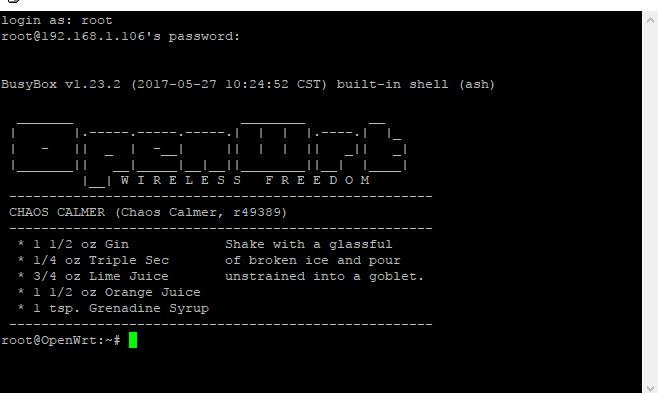 login as: root
root@192.168.1.106's password:
BusyBox v1.23.2 (2017-05-27 10:24:52 CST) built-in shell (ash)
OpenWrt
W I R E L E S S   F R E E D O M
CHAOS CALMER (Chaos Calmer, r49389)
* 1 1/2 oz Gin            Shake with a glassful
* 1/4 oz Triple Sec       of broken ice and pour
* 3/4 oz Lime Juice       unstrained into a goblet.
* 1 1/2 oz Orange Juice
* 1 tsp. Grenadine Syrup
root@OpenWrt:~#